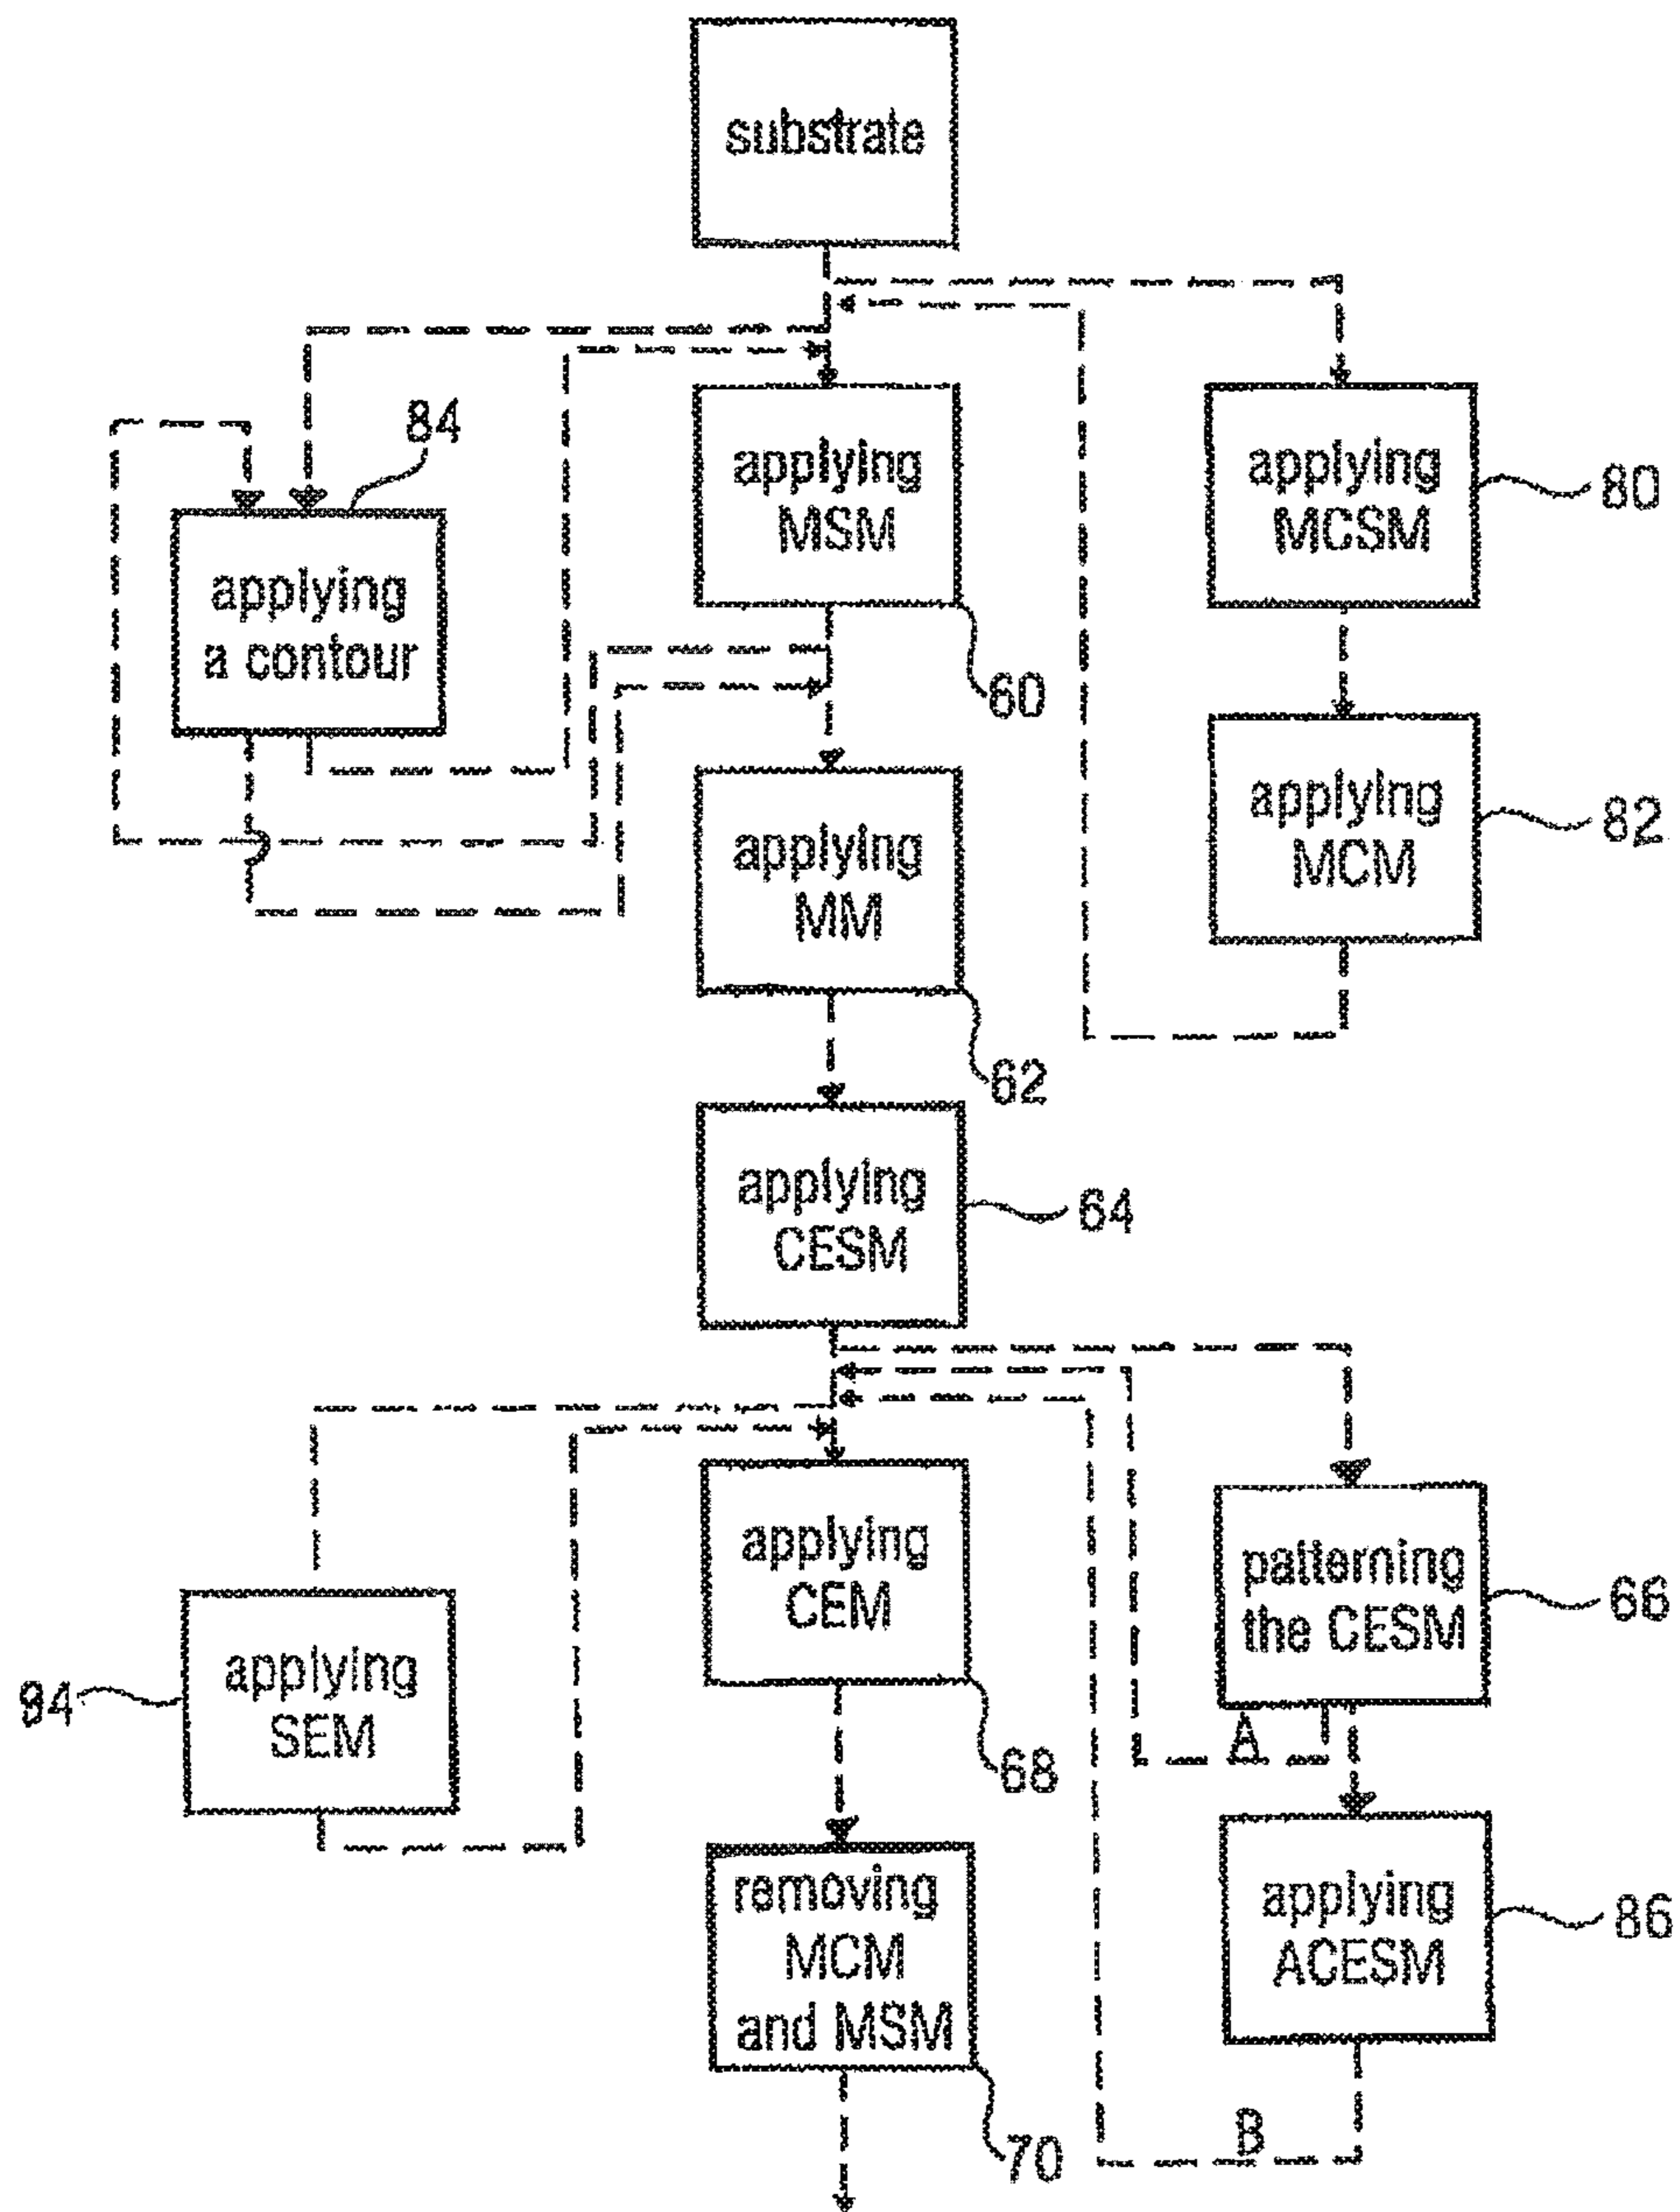 substrate
84
applying
a contour
applying
MSM
60
applying
MCSM
80
applying
MM
62
applying
MCM
82
applying
CESM
64
applying
CEM
68
patterning
the CESM
66
A
94
applying
SEM
removing
MCM
and MSM
70
applying
ACESM
86
B